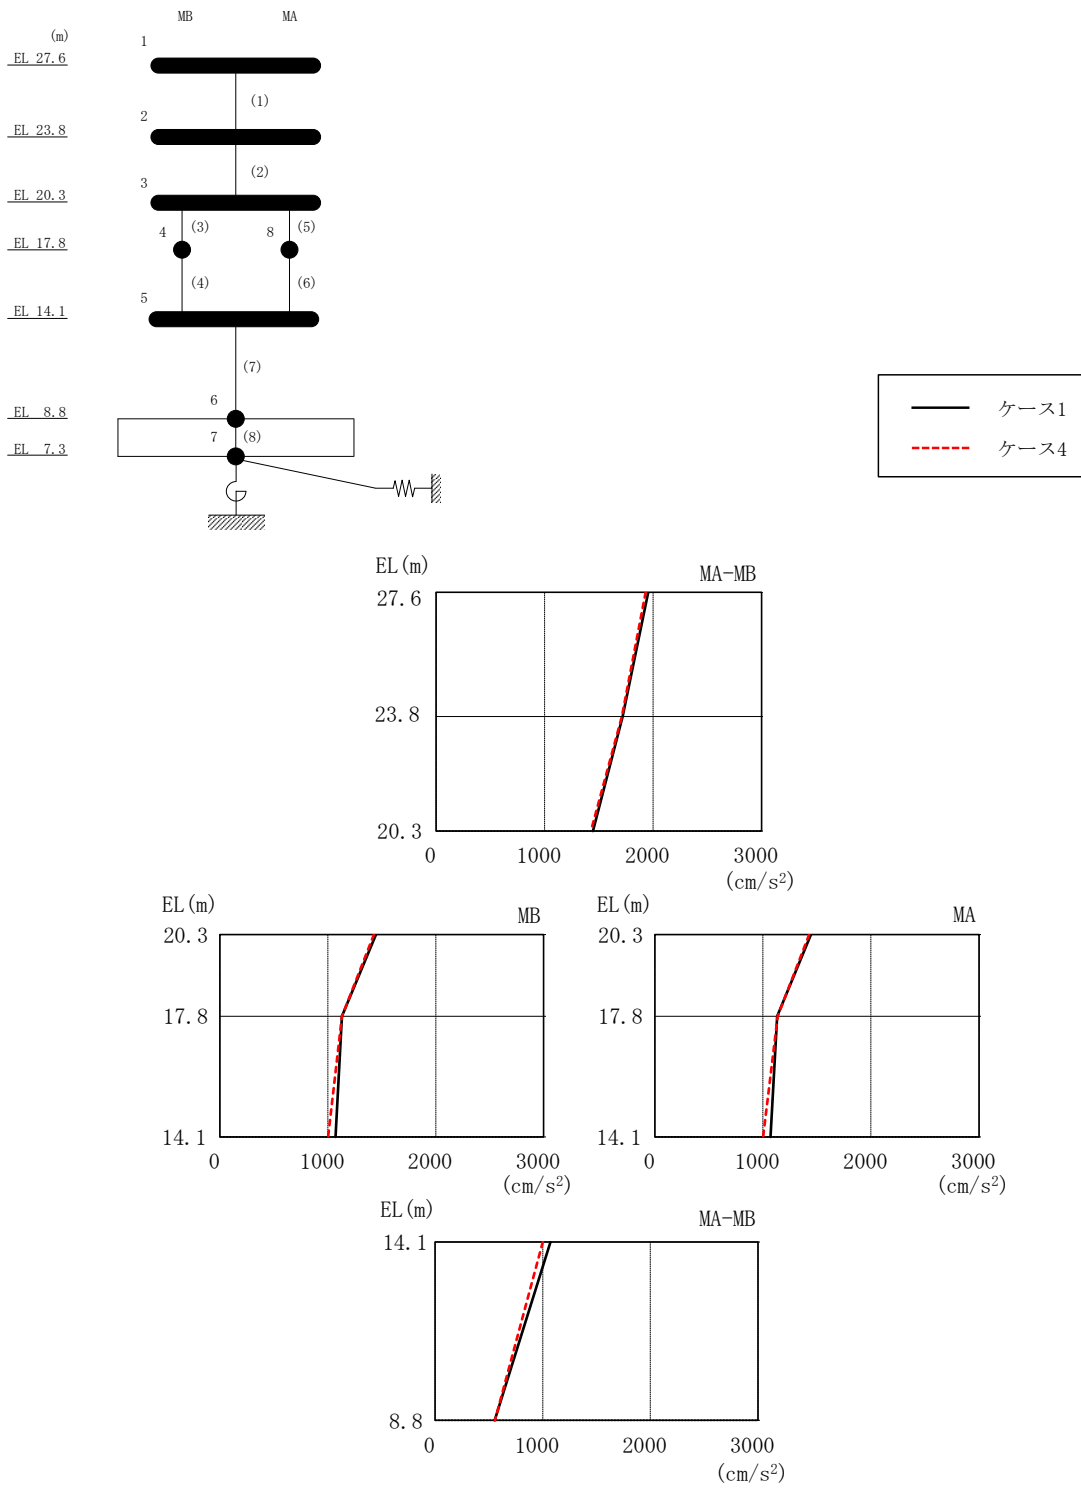 MB MA
(m)
1
EL 27.6
(1)
2
EL 23.8
(2)
3
EL 20.3
4 (3) 8 (5)
EL 17.8
(4) (6)
5
EL 14.1
(7)
6
EL 8.8
7 (8)
EL 7.3
ケース1
ケース4
EL(m) MA-MB
27.6
23.8
20.3
0 1000 2000 3000
(cm/s²)
EL(m) MB
20.3
17.8
14.1
0 1000 2000 3000
(cm/s²)
EL(m) MA
20.3
17.8
14.1
0 1000 2000 3000
(cm/s²)
EL(m) MA-MB
14.1
8.8
0 1000 2000 3000
(cm/s²)